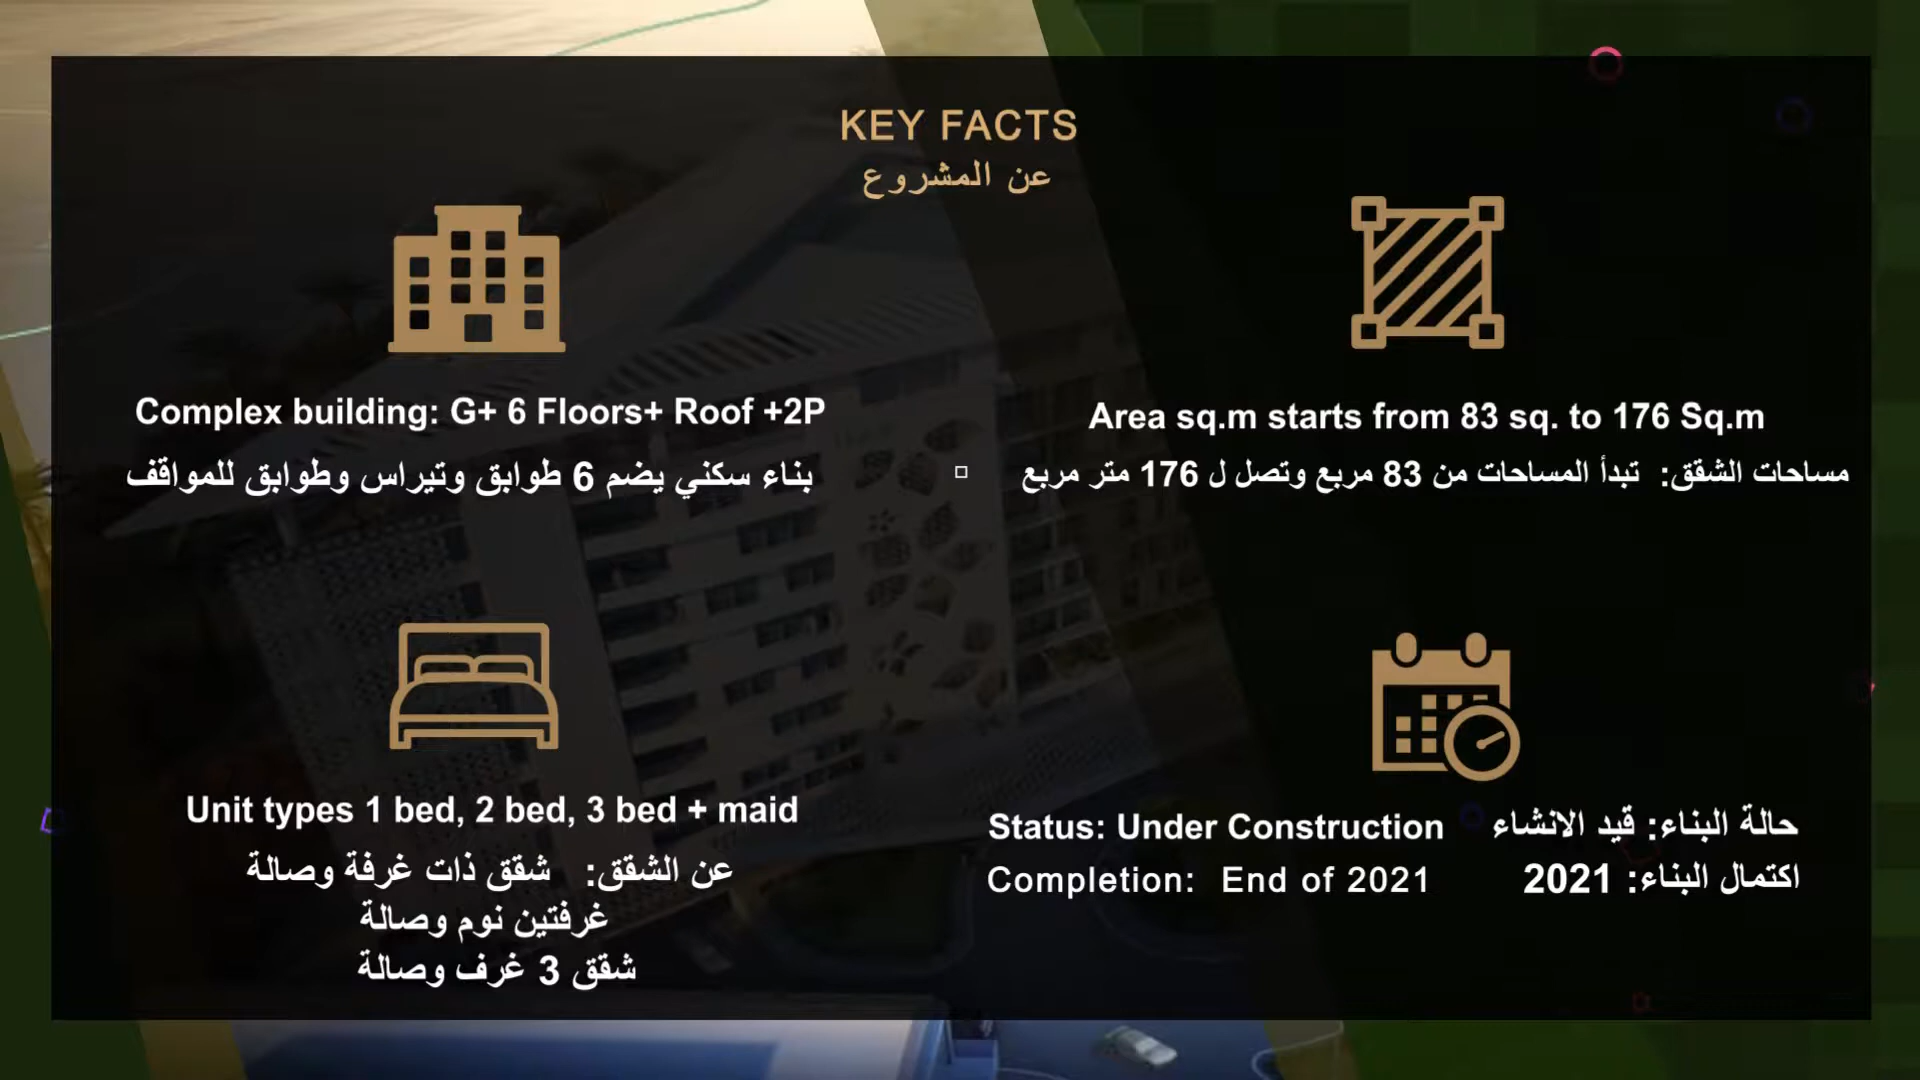 KEY FACTS
عن المشروع
Complex building: G+ 6 Floors+ Roof +2P
بناء سكني يضم 6 طوابق وتيراس وطوابق للمواقف
Area sq.m starts from 83 sq. to 176 Sq.m
مساحات الشقق: تبدأ المساحات من 83 مربع وتصل ل 176 متر مربع
Unit types 1 bed, 2 bed, 3 bed + maid
عن الشقق: شقق ذات غرفة وصالة
غرفتين نوم وصالة
شقق 3 غرف وصالة
Status: Under Construction
حالة البناء: قيد الانشاء
Completion: End of 2021
اكتمال البناء: 2021